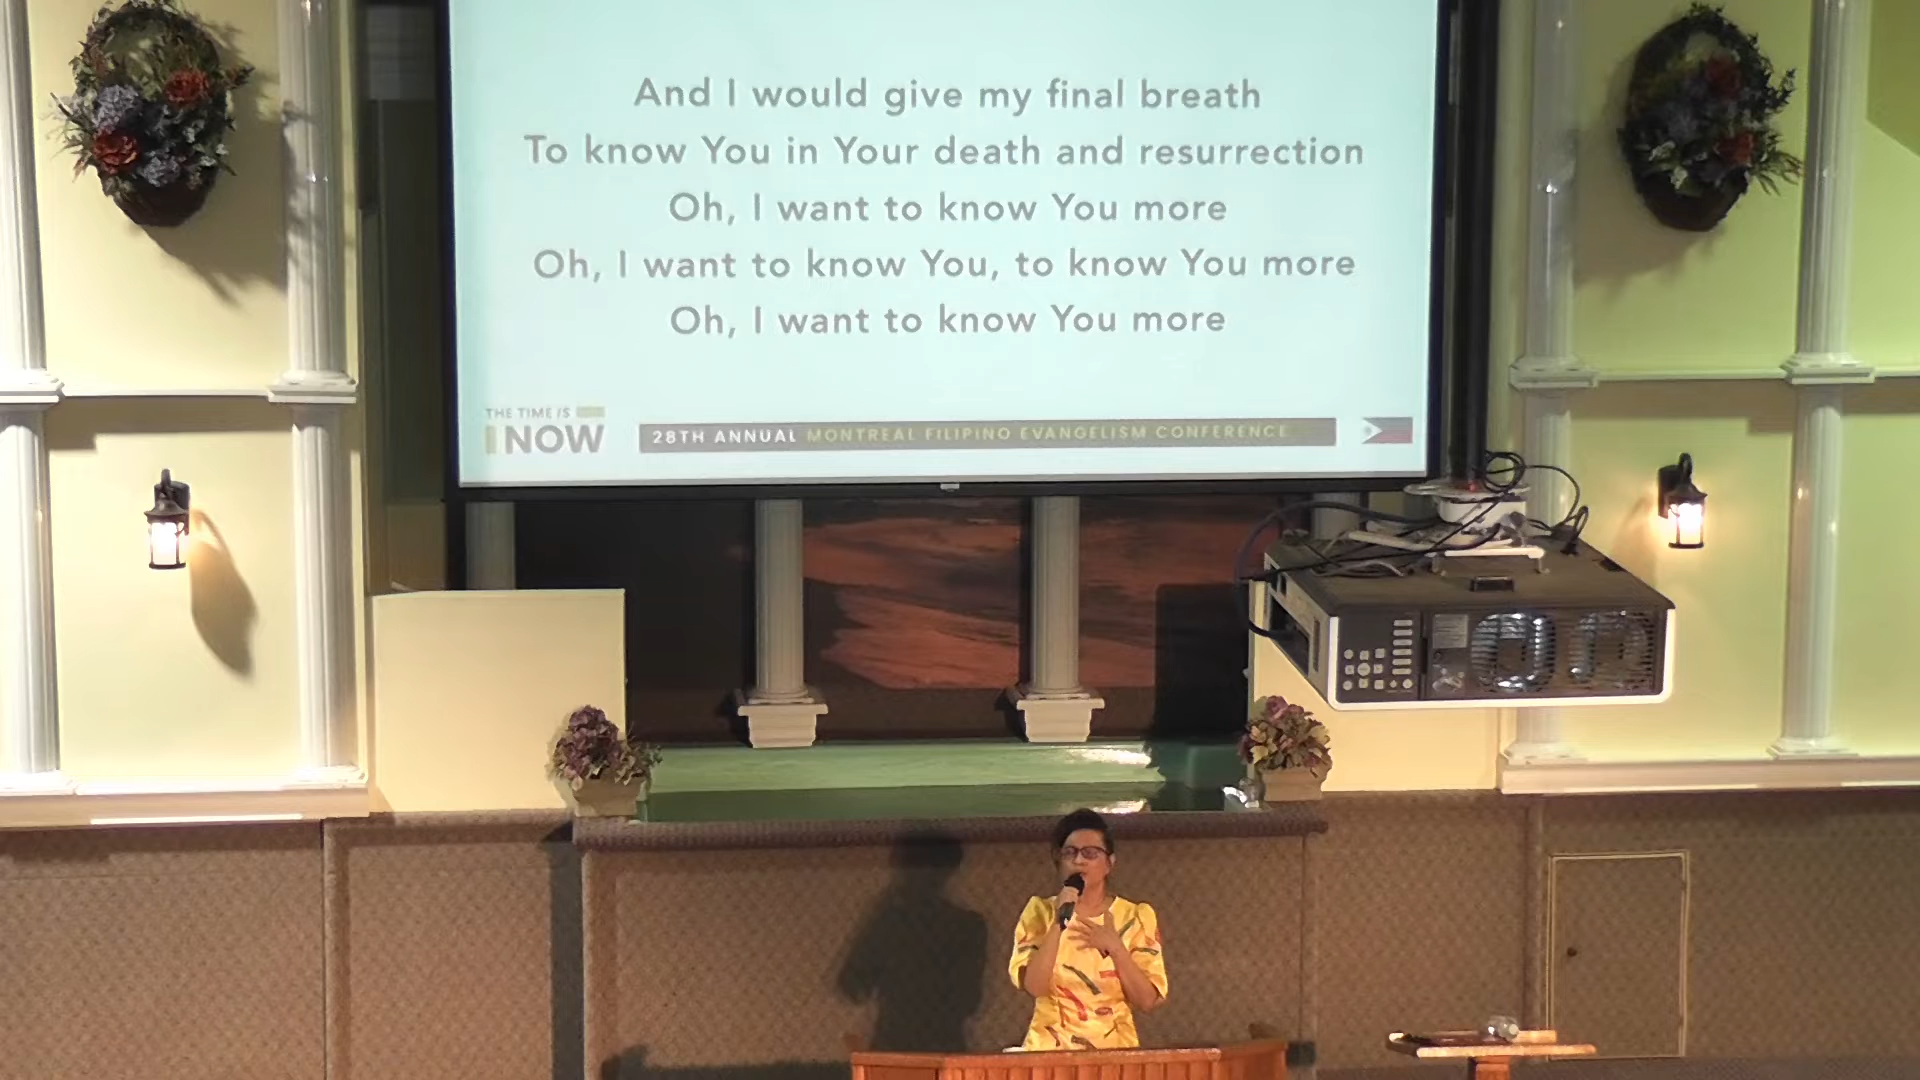 And I would give my final breath
To know You in Your death and resurrection
Oh, I want to know You more
Oh, I want to know You, to know You more
Oh, I want to know You more
THE TIME IS
NOW
28TH ANNUAL MONTREAL FILIPINO EVANGELISM CONFERENCE